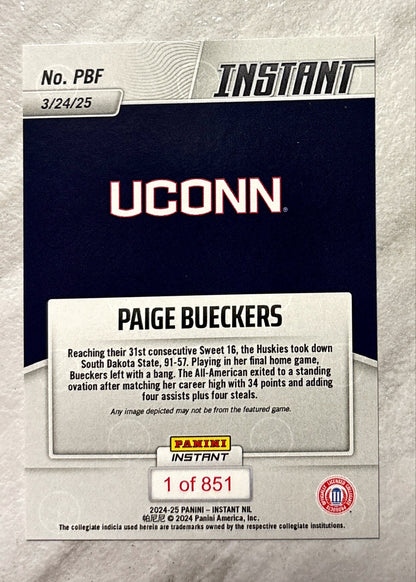 No. PBF
INSTANT
3/24/25
UCONN®
PAIGE BUECKERS
Reaching their 31st consecutive Sweet 16, the Huskies took down
South Dakota State, 91-57. Playing in her final home game,
Bueckers left with a bang. The All-American exited to a standing
ovation after matching her career high with 34 points and adding
four assists plus four steals.
Any image depicted may not be from the featured game.
PANINI
INSTANT
1 of 851
2024-25 PANINI – INSTANT NIL
帕尼尼 © 2024 Panini America, Inc.
The collegiate indicia used herein are trademarks owned by the respective collegiate institutions.